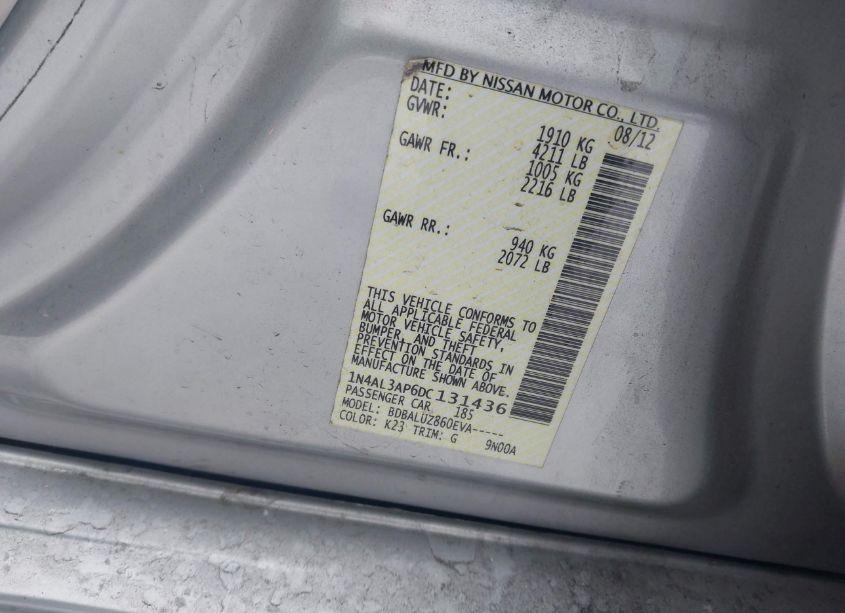 MFD BY NISSAN MOTOR CO., LTD.
DATE: 08/12
GVWR: 1910 KG
4211 LB
GAWR FR.: 1005 KG
2216 LB
GAWR RR.: 940 KG
2072 LB
THIS VEHICLE CONFORMS TO
ALL APPLICABLE FEDERAL
MOTOR VEHICLE SAFETY,
BUMPER, AND THEFT
PREVENTION STANDARDS IN
EFFECT ON THE DATE OF
MANUFACTURE SHOWN ABOVE.
1N4AL3AP6DC131436
PASSENGER CAR 185
MODEL: BDBALUZ860EVA-----
COLOR: K23 TRIM: G 9N00A